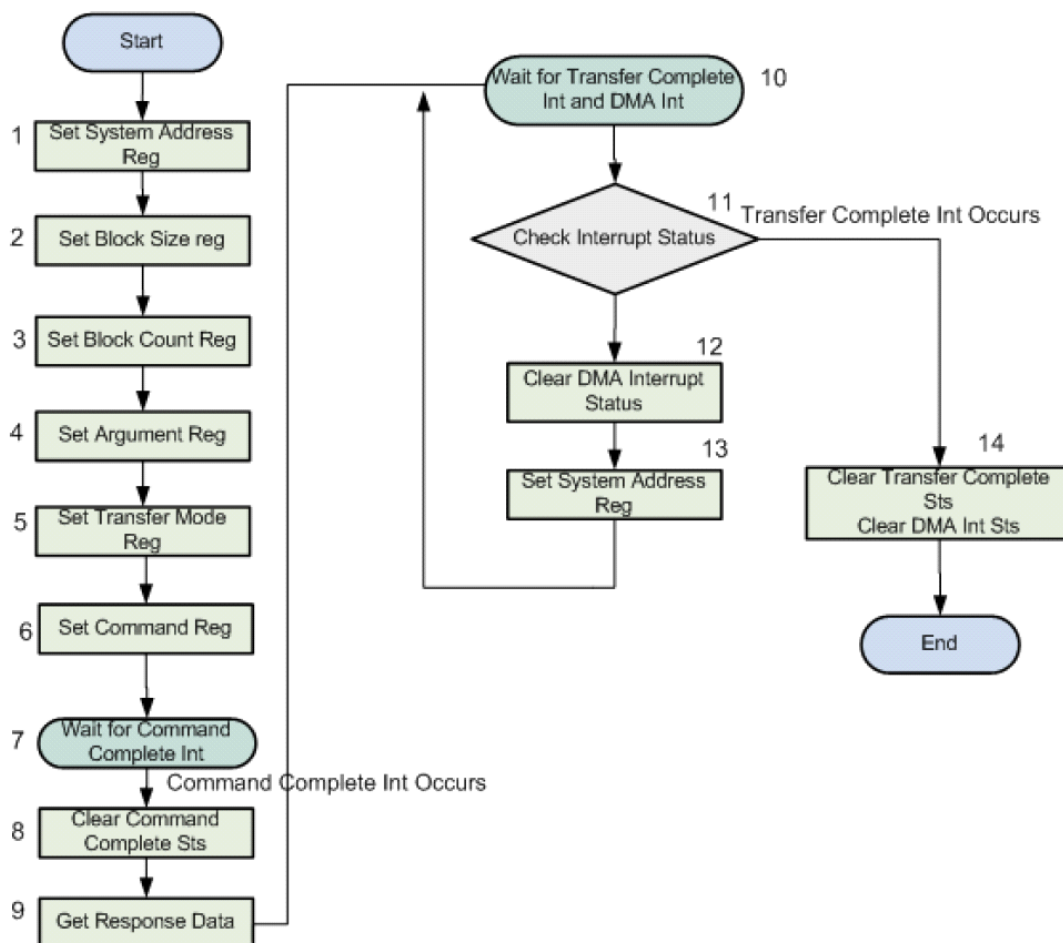 Start
1
Set System Address
Reg
2
Set Block Size reg
3
Set Block Count Reg
4
Set Argument Reg
5
Set Transfer Mode
Reg
6
Set Command Reg
7
Wait for Command
Complete Int
Command Complete Int Occurs
8
Clear Command
Complete Sts
9
Get Response Data
Wait for Transfer Complete
Int and DMA Int
10
11
Check Interrupt Status
Transfer Complete Int Occurs
12
Clear DMA Interrupt
Status
13
Set System Address
Reg
14
Clear Transfer Complete
Sts
Clear DMA Int Sts
End